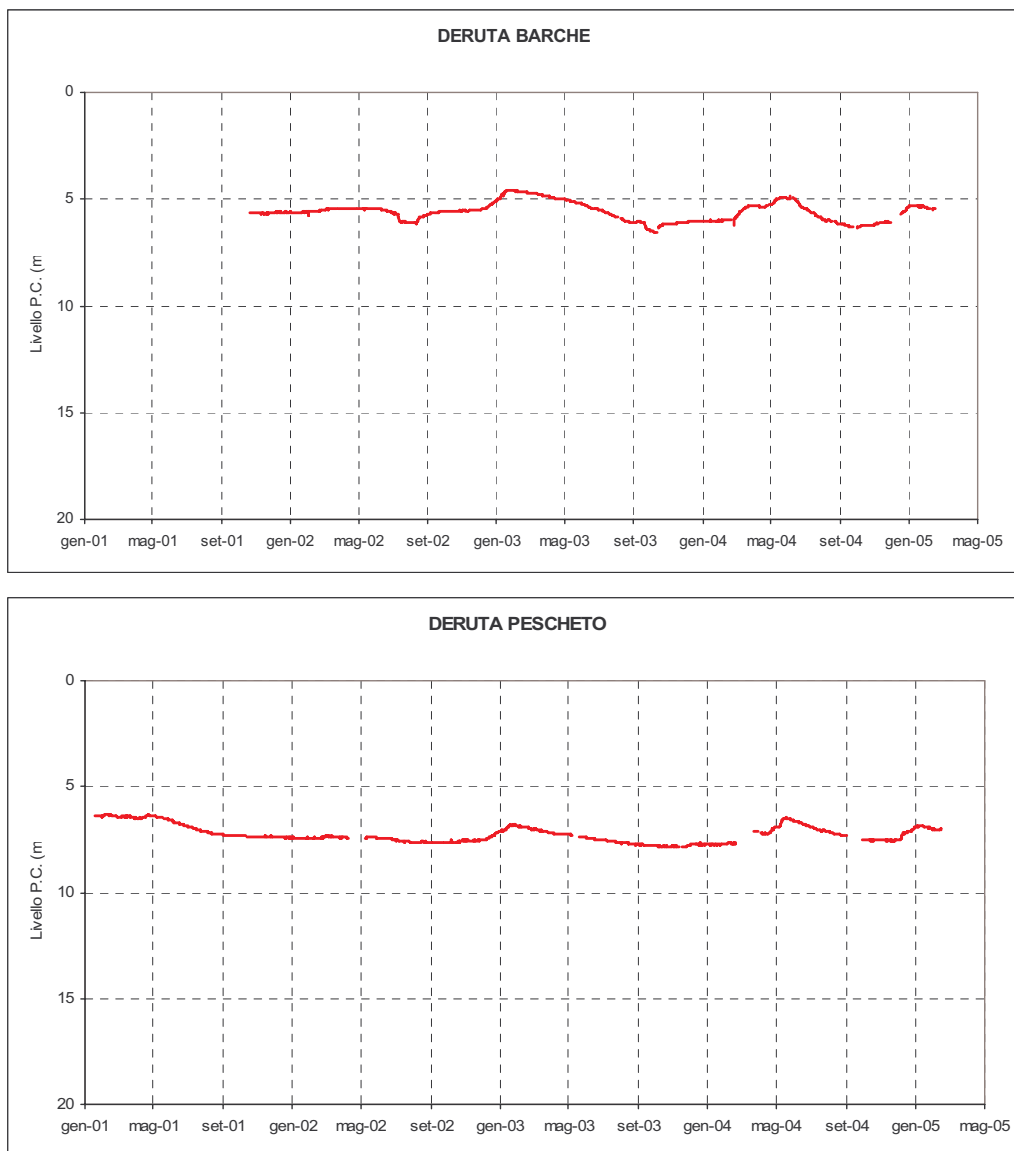 DERUTA BARCHE
0
5
10
15
20
Livello P.C. (m
gen-01 mag-01 set-01 gen-02 mag-02 set-02 gen-03 mag-03 set-03 gen-04 mag-04 set-04 gen-05 mag-05
DERUTA PESCHETO
0
5
10
15
20
Livello P.C. (m
gen-01 mag-01 set-01 gen-02 mag-02 set-02 gen-03 mag-03 set-03 gen-04 mag-04 set-04 gen-05 mag-05